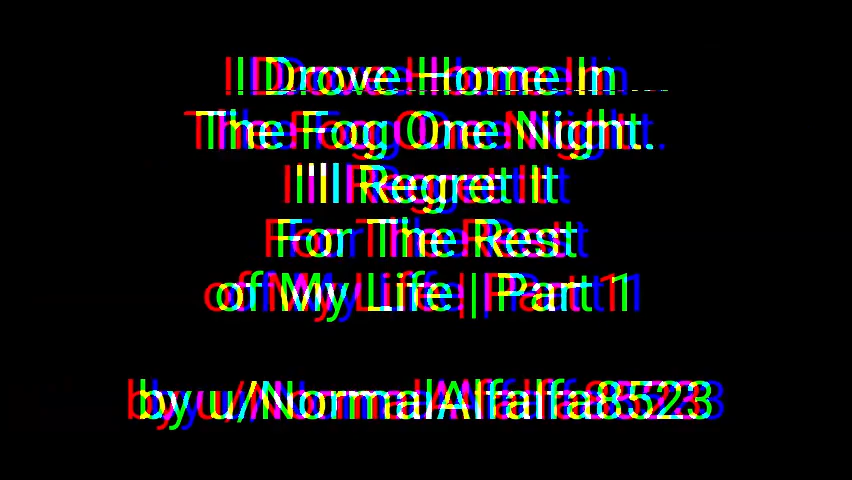 I Drove Home In
The Fog One Night.
I'll Regret It
For The Rest
of My Life | Part 1
by u/NormalAlfalfa8523